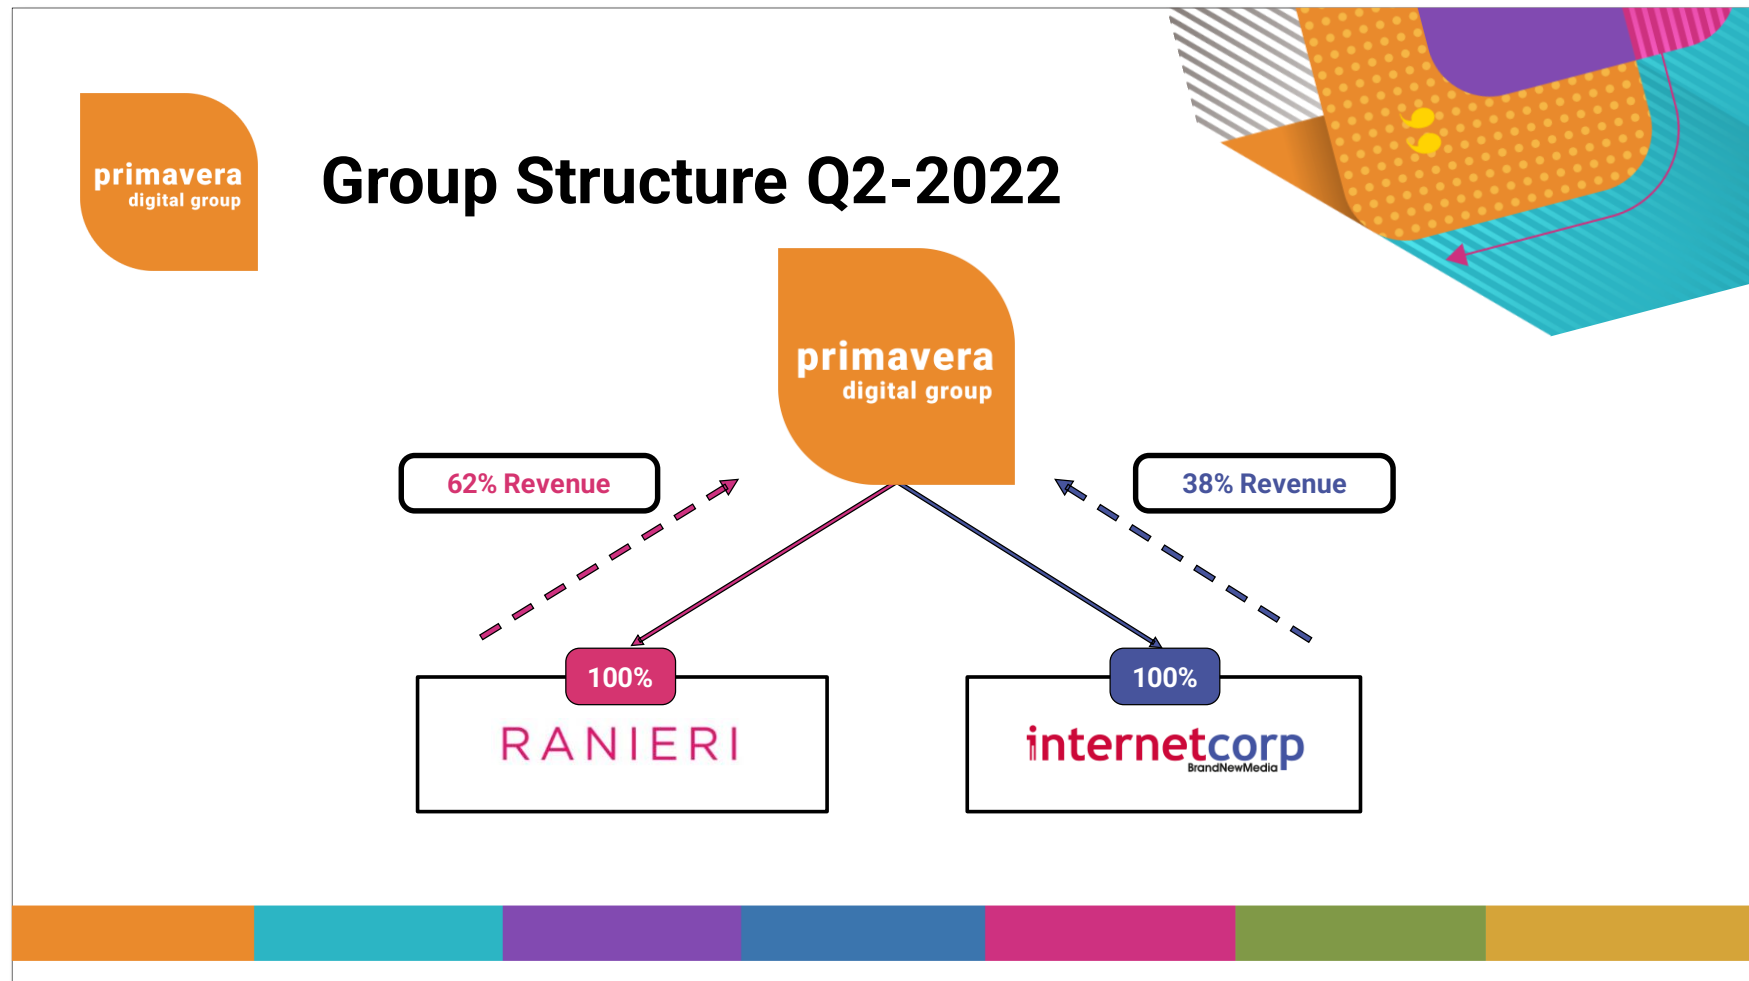 primavera
digital group
Group Structure Q2-2022
primavera
digital group
62% Revenue
38% Revenue
100%
100%
RANIERI
internetcorp
BrandNewMedia